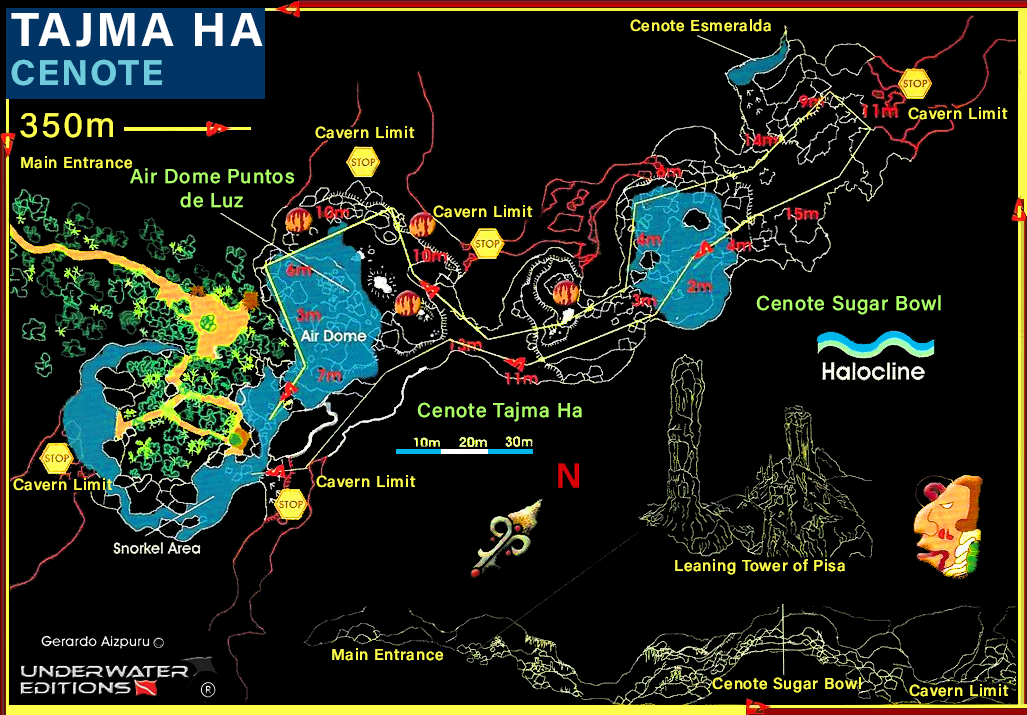 TAJMA HA
CENOTE
350m
Main Entrance
Air Dome Puntos
de Luz
Cavern Limit
STOP
Cenote Esmeralda
STOP
Cavern Limit
9m
11m
14m
8m
15m
10m
Cavern Limit
STOP
10m
6m
5m
Air Dome
7m
4m
4m
3m
2m
13m
11m
Cenote Sugar Bowl
Halocline
Cenote Tajma Ha
10m 20m 30m
N
STOP
Cavern Limit
Cavern Limit
STOP
Snorkel Area
Leaning Tower of Pisa
Gerardo Aizpuru
UNDERWATER
EDITIONS
®
Main Entrance
Cenote Sugar Bowl
Cavern Limit